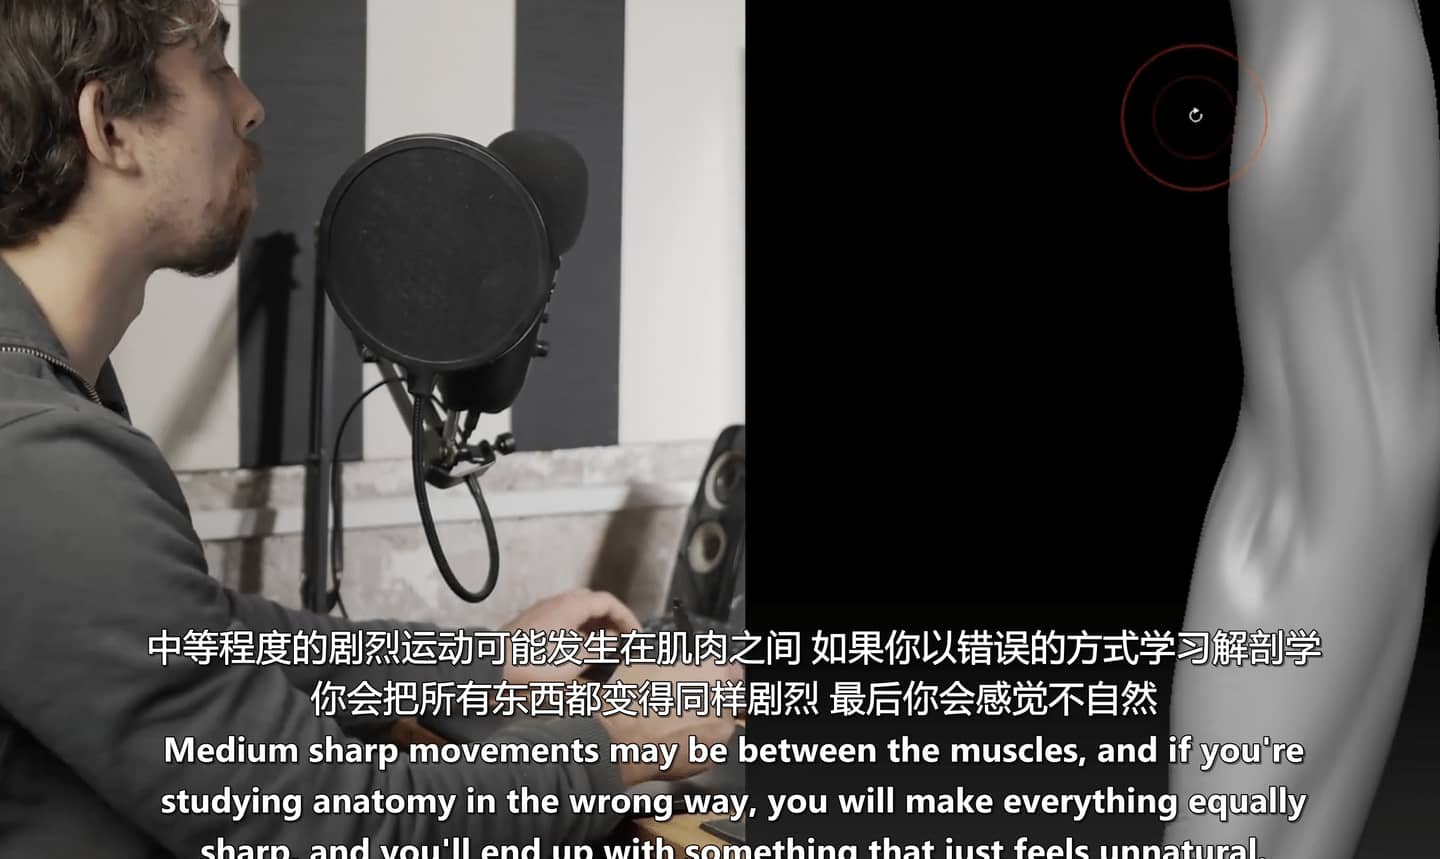 中等程度的剧烈运动可能发生在肌肉之间 如果你以错误的方式学习解剖学
你会把所有东西都变得同样剧烈 最后你会感觉不自然
Medium sharp movements may be between the muscles, and if you're
studying anatomy in the wrong way, you will make everything equally
sharp, and you'll end up with something that just feels unnatural.